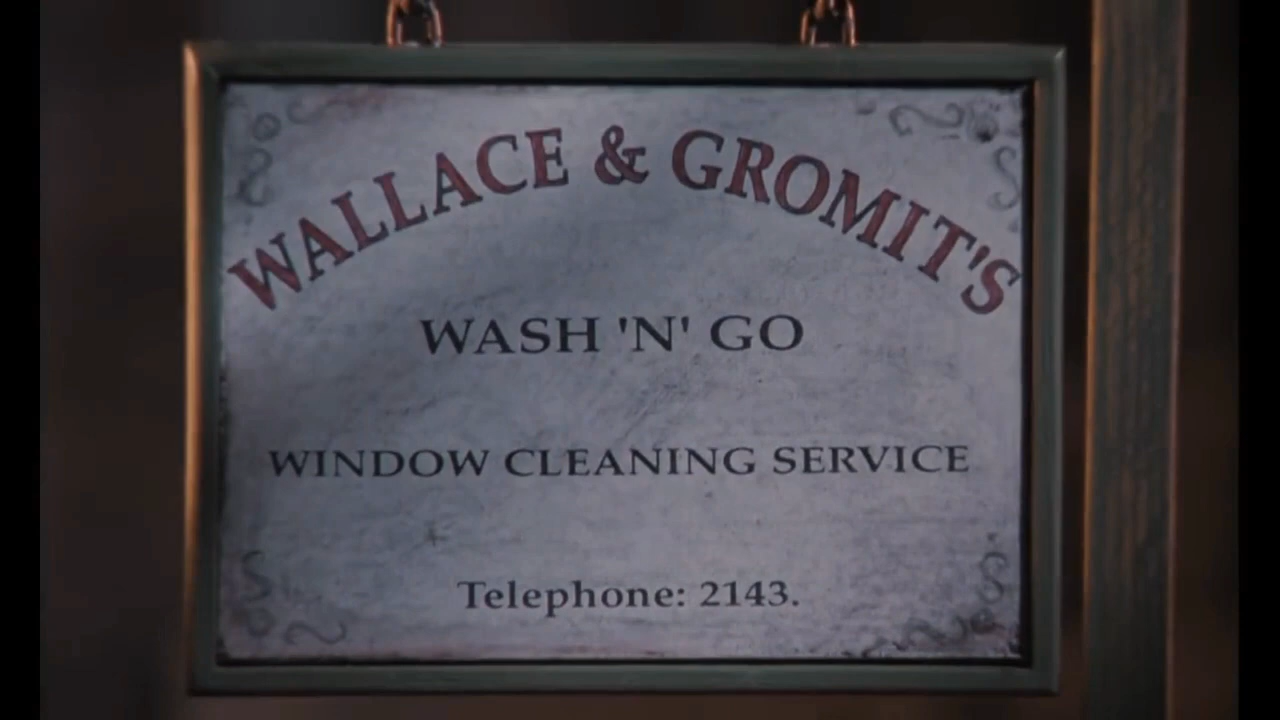 WALLACE & GROMIT'S
WASH 'N' GO
WINDOW CLEANING SERVICE
Telephone: 2143.